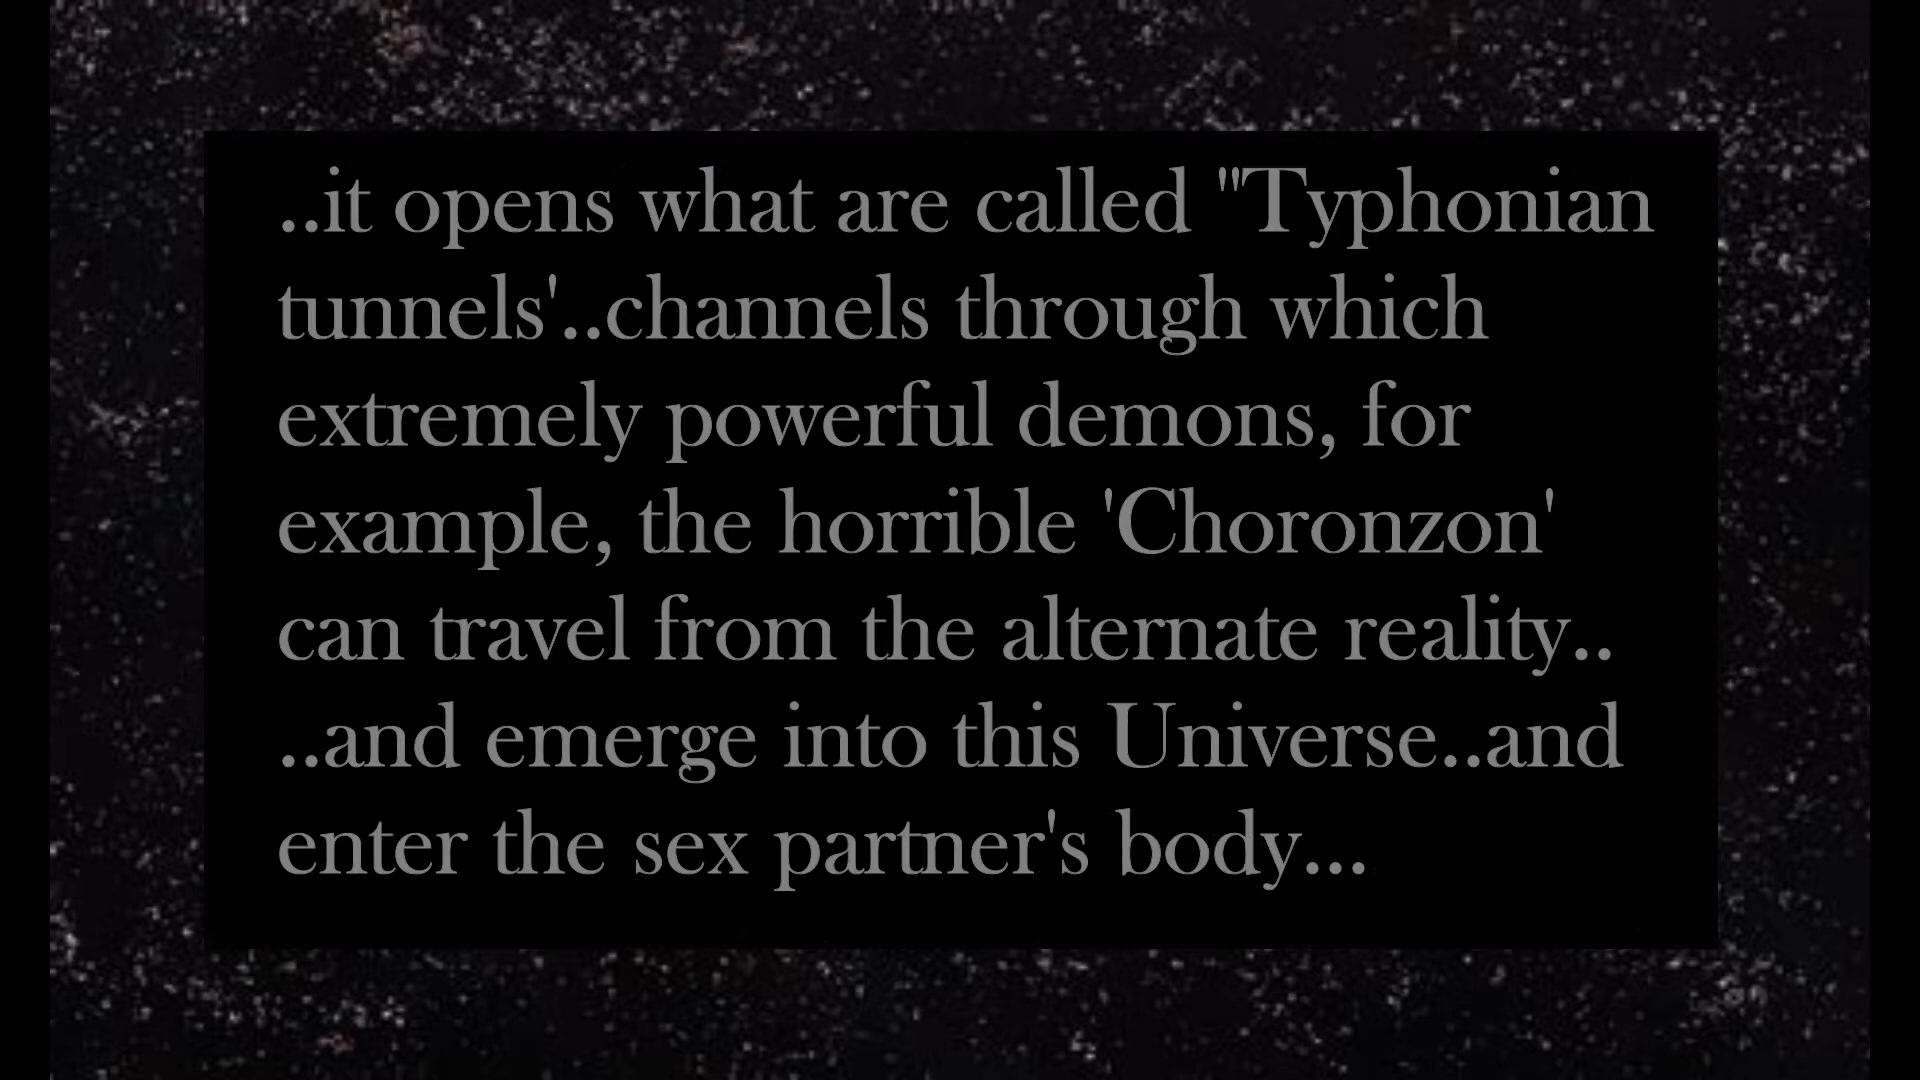 ..it opens what are called "Typhonian
tunnels'..channels through which
extremely powerful demons, for
example, the horrible 'Choronzon'
can travel from the alternate reality..
..and emerge into this Universe..and
enter the sex partner's body...